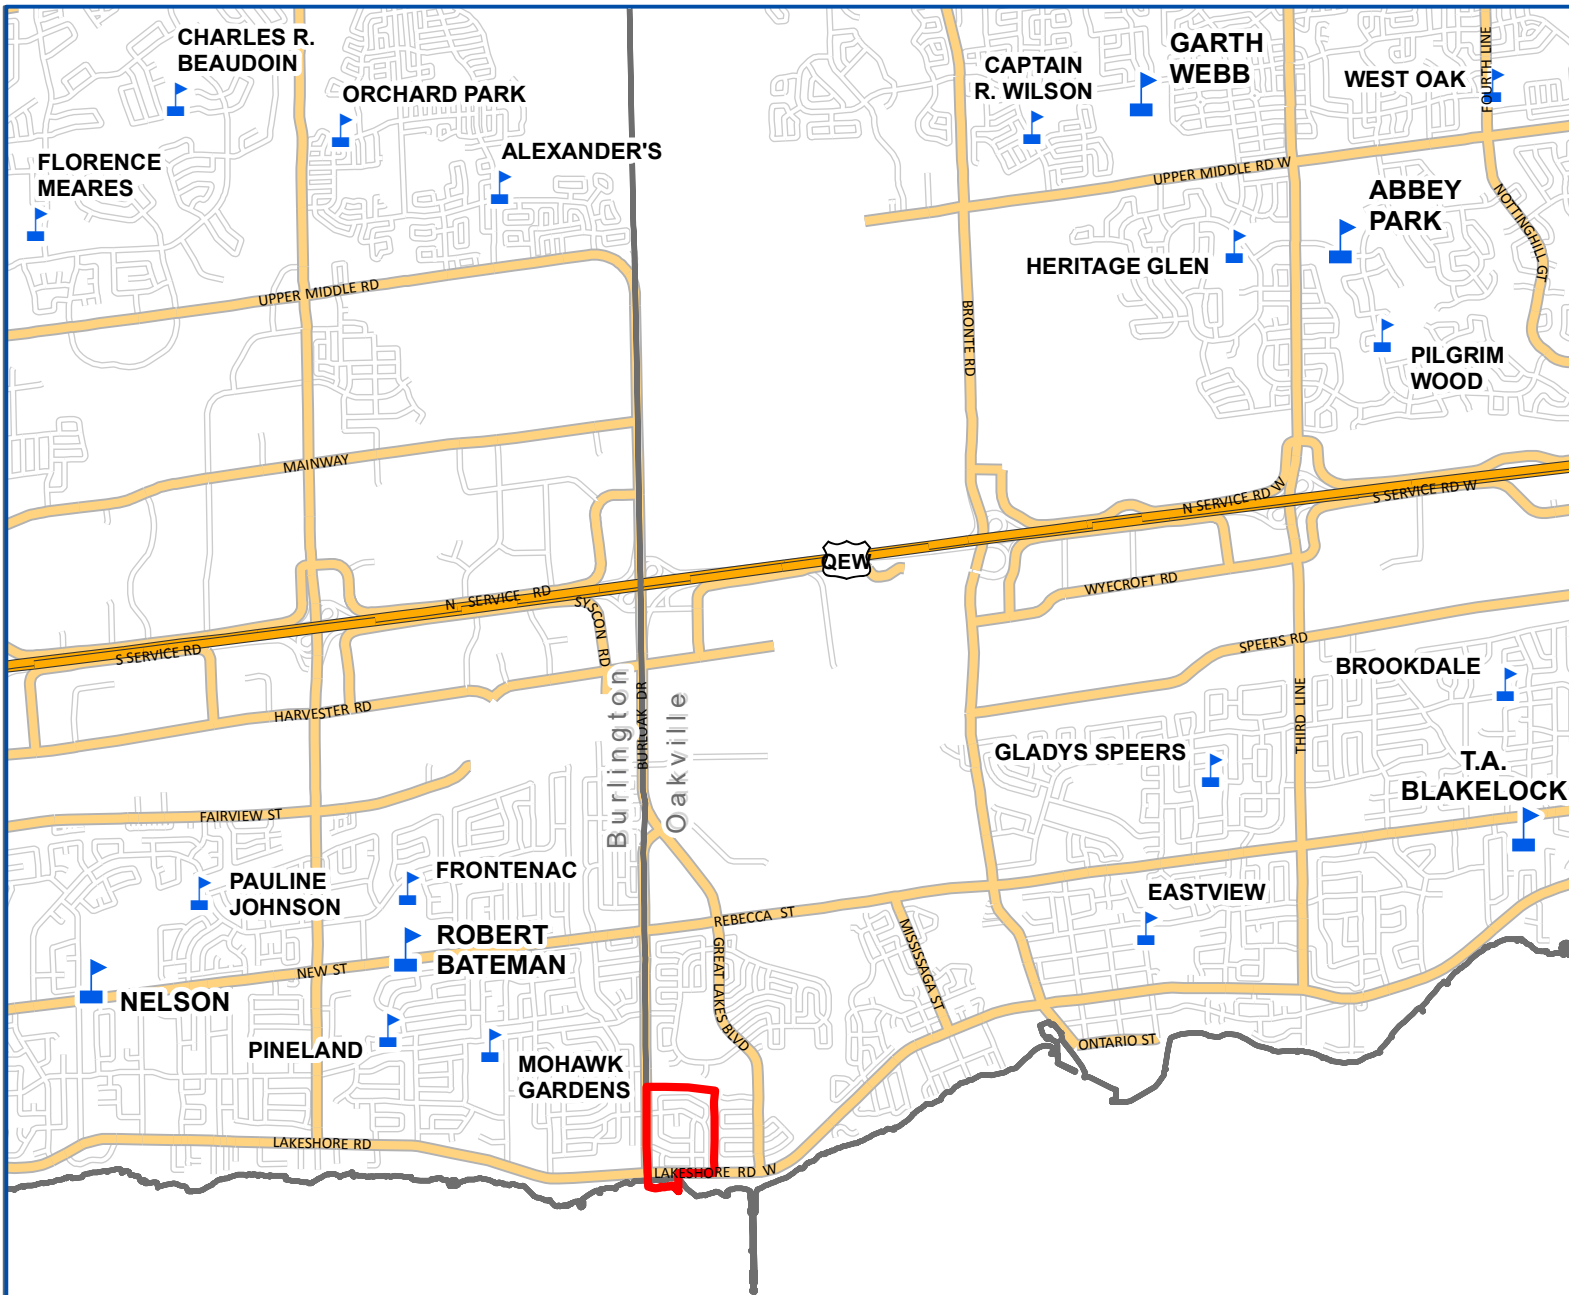 CHARLES R.
BEAUDOIN
ORCHARD PARK
ALEXANDER'S
FLORENCE
MEARES
CAPTAIN
R. WILSON
GARTH
WEBB
WEST OAK
FOURTH LINE
UPPER MIDDLE RD W
ABBEY
PARK
NOTTINGHILL GT
HERITAGE GLEN
UPPER MIDDLE RD
BRONTE RD
PILGRIM
WOOD
MAINWAY
N SERVICE RD W
S SERVICE RD W
QEW
WYECROFT RD
N SERVICE RD
SYSCON RD
S SERVICE RD
SPEERS RD
BROOKDALE
HARVESTER RD
Burlington
BURLOAK DR
Oakville
THIRD LINE
GLADYS SPEERS
T.A.
BLAKELOCK
FAIRVIEW ST
PAULINE
JOHNSON
FRONTENAC
EASTVIEW
REBECCA ST
ROBERT
BATEMAN
NEW ST
NELSON
GREAT LAKES BLVD
MISSISSAGA ST
PINELAND
MOHAWK
GARDENS
ONTARIO ST
LAKESHORE RD
LAKESHORE RD W